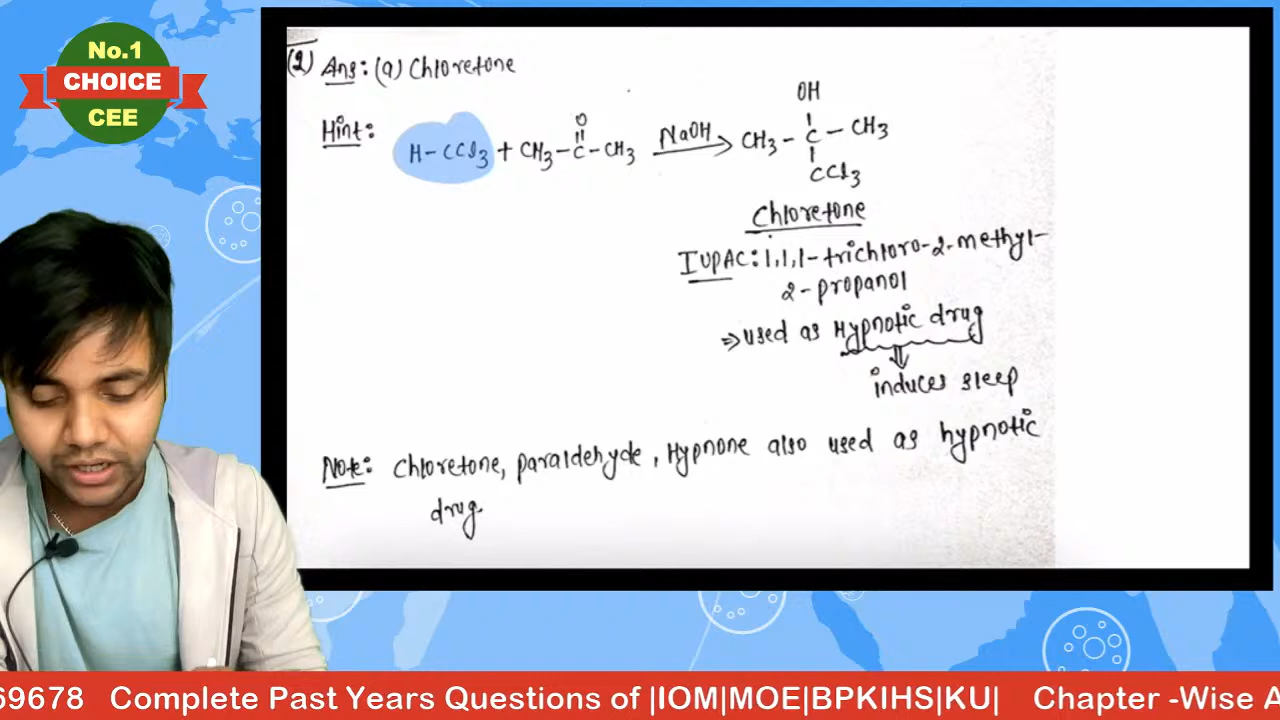 No.1
CHOICE
CEE
(2) Ans: (a) Chloretone
Hint: H-CCl3 + CH3-C-CH3 NaOH CH3-C-CH3
O
OH
CCl3
Chloretone
IUPAC: 1,1,1-trichloro-2-methyl-
2-propanol
⇒ used as Hypnotic drug
⇓
induces sleep
Note: Chloretone, paraldehyde, Hypnone also used as hypnotic
drug.
69678 Complete Past Years Questions of |IOM|MOE|BPKIHS|KU| Chapter -Wise A